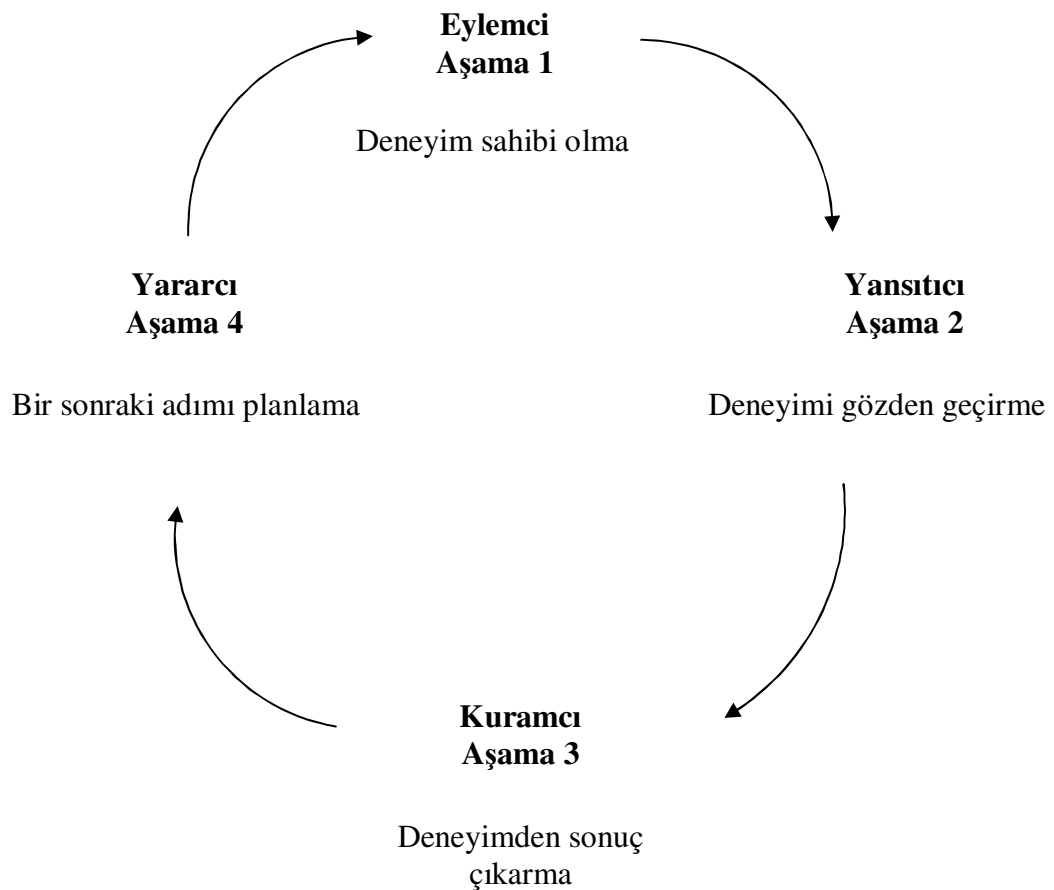 Eylemci
Aşama 1
Deneyim sahibi olma
Yararcı
Aşama 4
Bir sonraki adımı planlama
Yansıtıcı
Aşama 2
Deneyimi gözden geçirme
Kuramcı
Aşama 3
Deneyimden sonuç
çıkarma